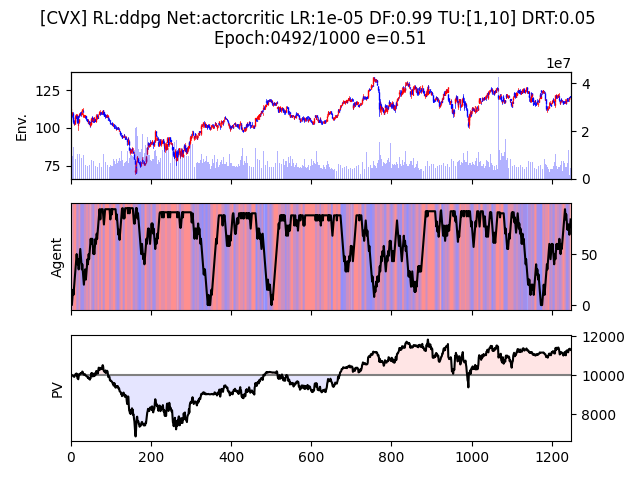 [CVX] RL:ddpg Net:actorcritic LR:1e-05 DF:0.99 TU:[1,10] DRT:0.05
Epoch:0492/1000 e=0.51
1e7
125
100
75
Env.
4
2
0
Agent
50
0
PV
12000
10000
8000
0 200 400 600 800 1000 1200